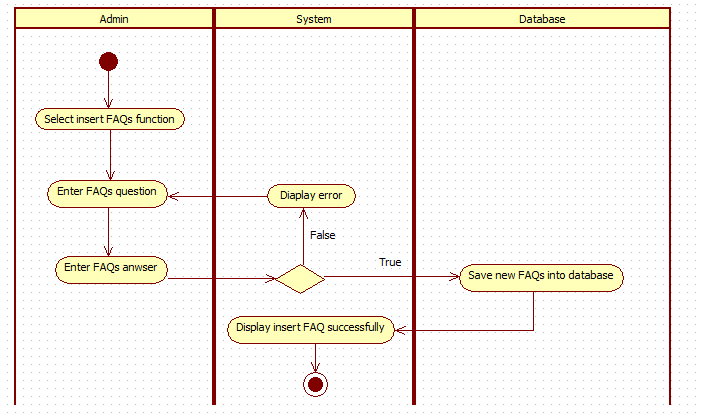 Admin
System
Database
Select insert FAQs function
Enter FAQs question
Diaplay error
False
Enter FAQs anwser
True
Save new FAQs into database
Display insert FAQ successfully